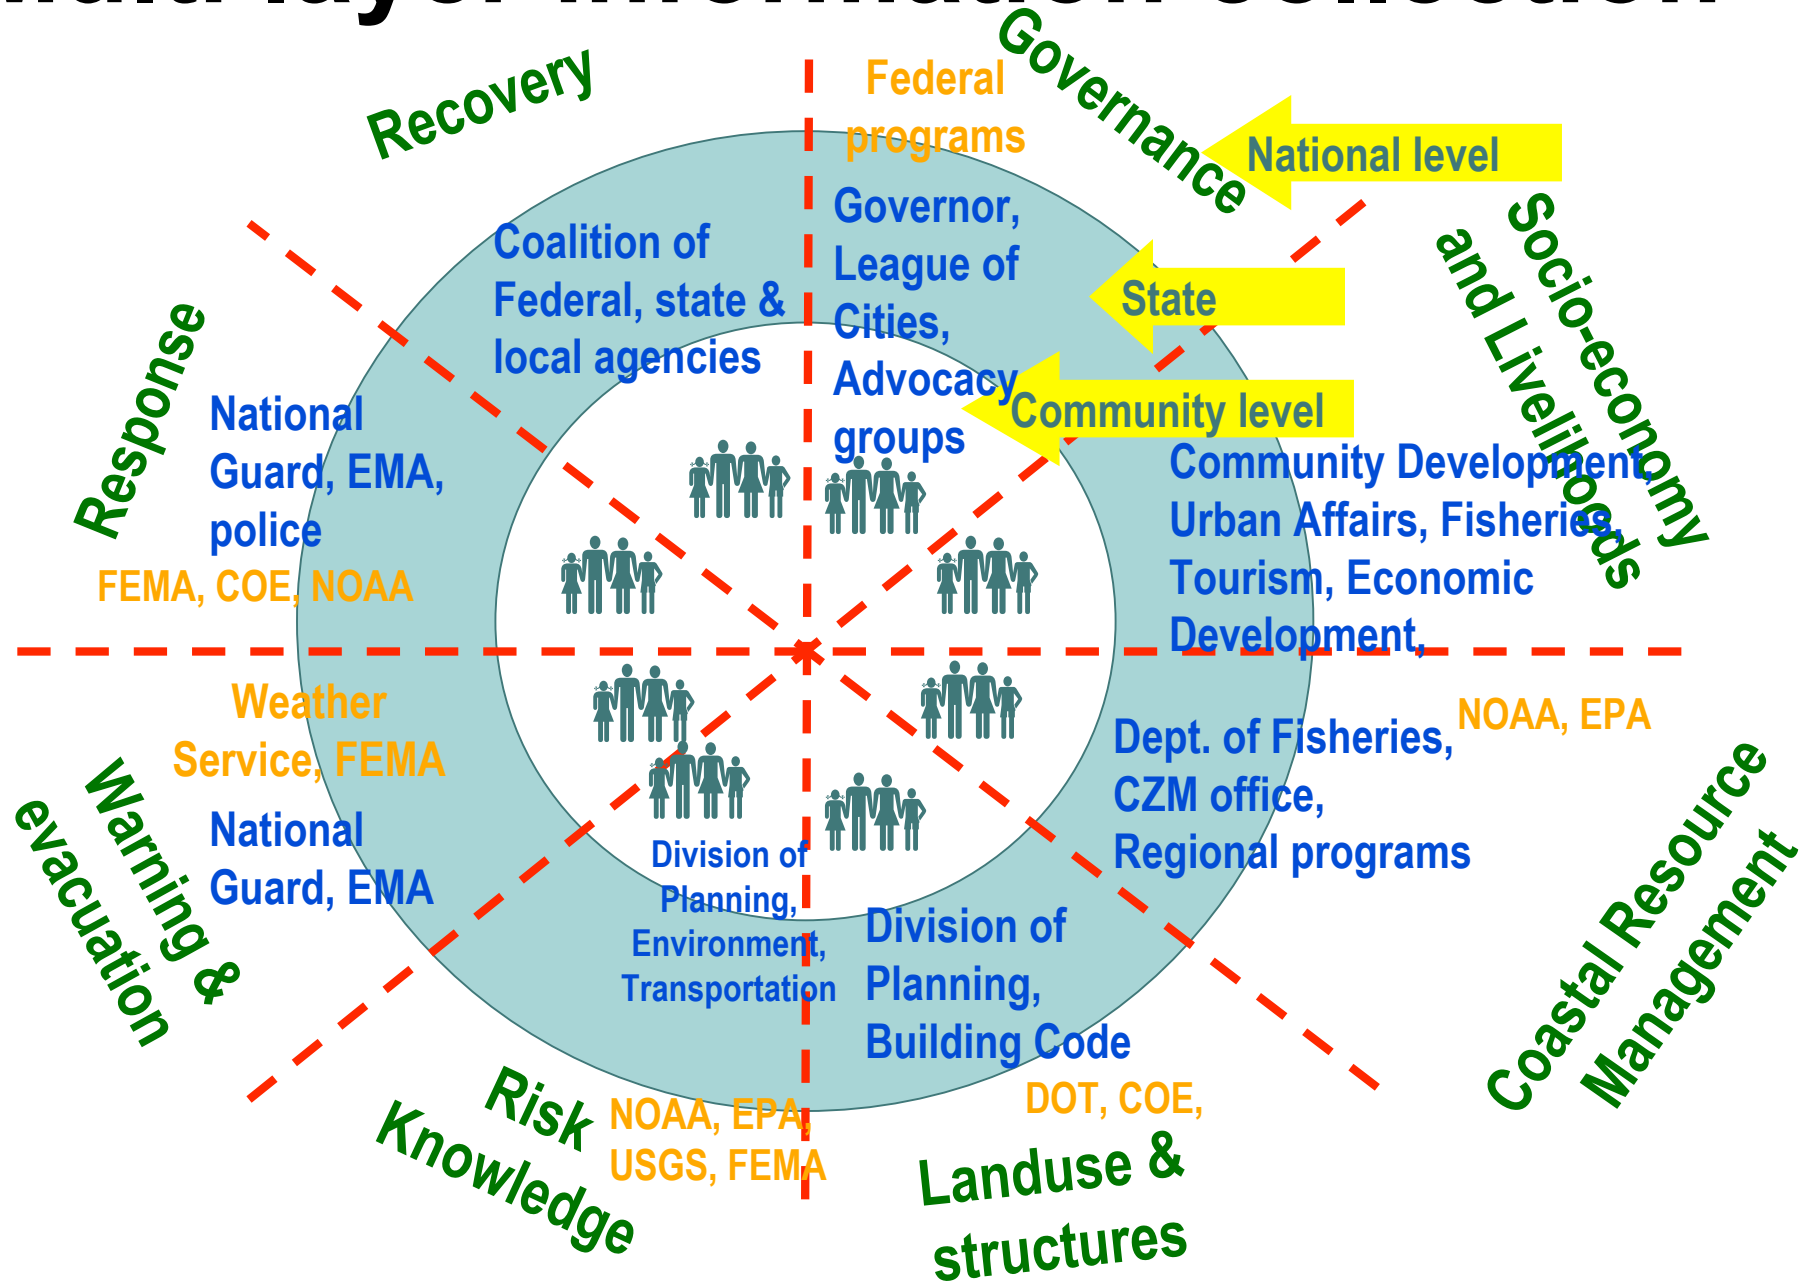 layer information collection
Recovery
Federal
programs
Governance
National level
Governor,
League of
Cities,
Advocacy
groups
Coalition of
Federal, state &
local agencies
State
Community level
Socio-economy
and Livelihoods
Response
National
Guard, EMA,
police
FEMA, COE, NOAA
Community Development,
Urban Affairs, Fisheries,
Tourism, Economic
Development,
Weather
Service, FEMA
National
Guard, EMA
Warning &
evacuation
NOAA, EPA
Dept. of Fisheries,
CZM office,
Regional programs
Coastal Resource
Management
Division of
Planning,
Environment,
Transportation
Division of
Planning,
Building Code
Risk
Knowledge
NOAA, EPA,
USGS, FEMA
DOT, COE,
Landuse &
structures